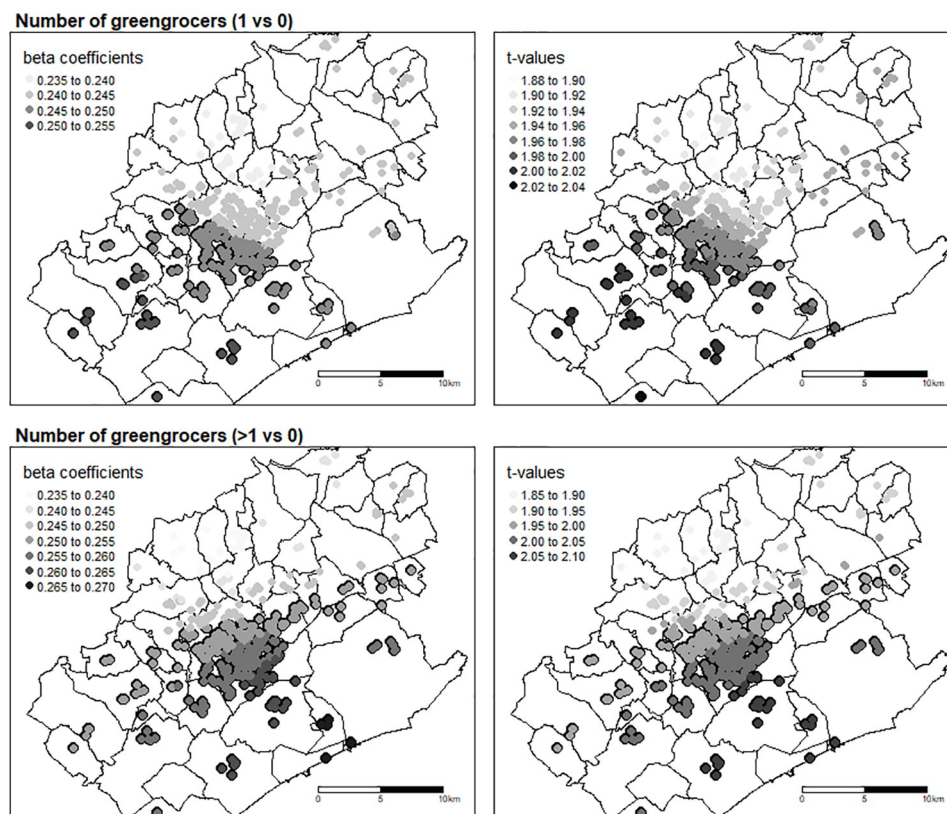 Number of greengrocers (1 vs 0)
beta coefficients
0.235 to 0.240
0.240 to 0.245
0.245 to 0.250
0.250 to 0.255
0 5 10km
t-values
1.88 to 1.90
1.90 to 1.92
1.92 to 1.94
1.94 to 1.96
1.96 to 1.98
1.98 to 2.00
2.00 to 2.02
2.02 to 2.04
0 5 10km
Number of greengrocers (>1 vs 0)
beta coefficients
0.235 to 0.240
0.240 to 0.245
0.245 to 0.250
0.250 to 0.255
0.255 to 0.260
0.260 to 0.265
0.265 to 0.270
0 5 10km
t-values
1.85 to 1.90
1.90 to 1.95
1.95 to 2.00
2.00 to 2.05
2.05 to 2.10
0 5 10km